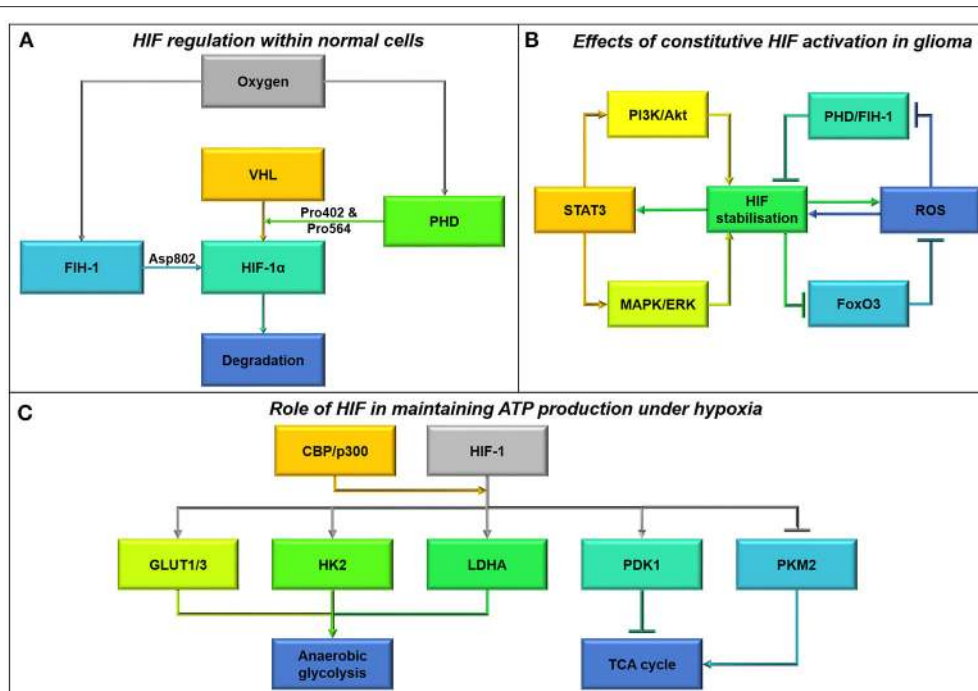 A
HIF regulation within normal cells
Oxygen
VHL
Pro402 &
Pro564
PHD
FIH-1
Asp802
HIF-1α
Degradation
B
Effects of constitutive HIF activation in glioma
PI3K/Akt
PHD/FIH-1
STAT3
HIF
stabilisation
ROS
MAPK/ERK
FoxO3
C
Role of HIF in maintaining ATP production under hypoxia
CBP/p300
HIF-1
GLUT1/3
HK2
LDHA
PDK1
PKM2
Anaerobic
glycolysis
TCA cycle